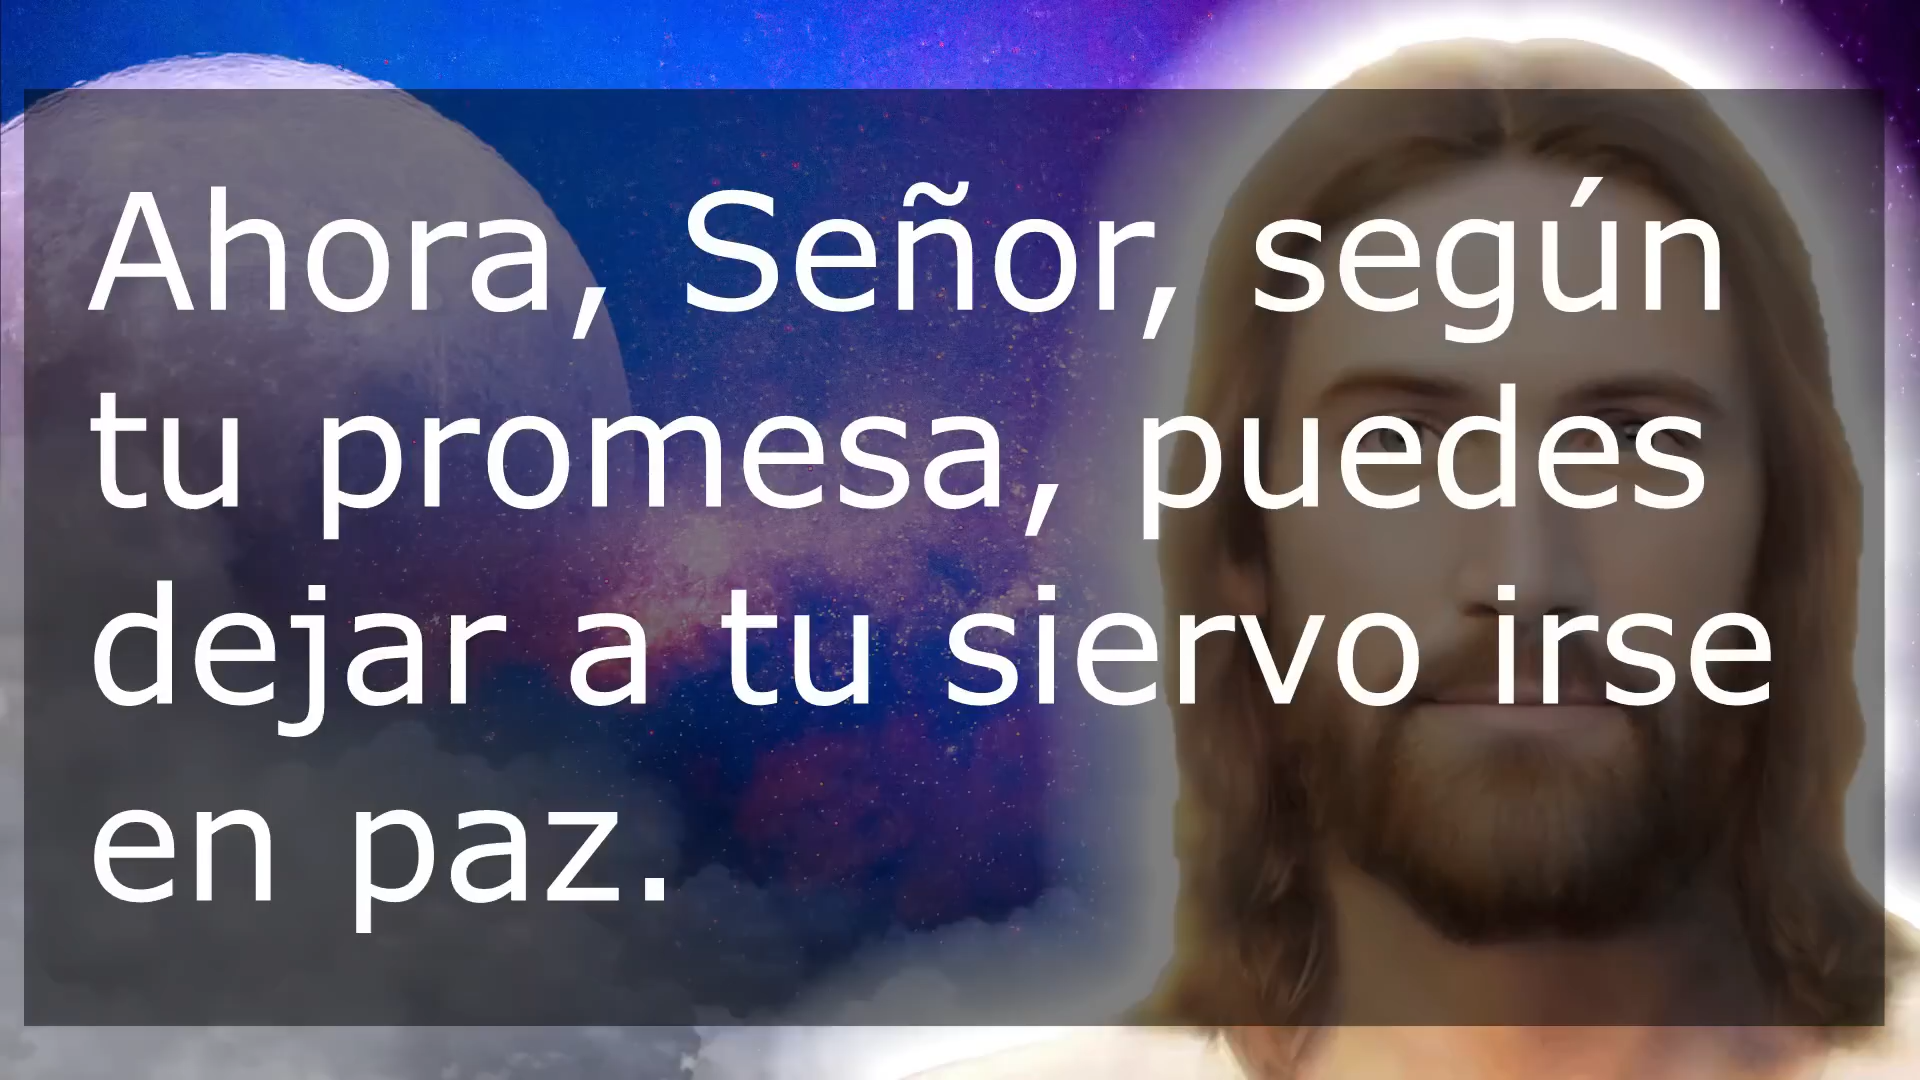 Ahora, Señor, según
tu promesa, puedes
dejar a tu siervo irse
en paz.